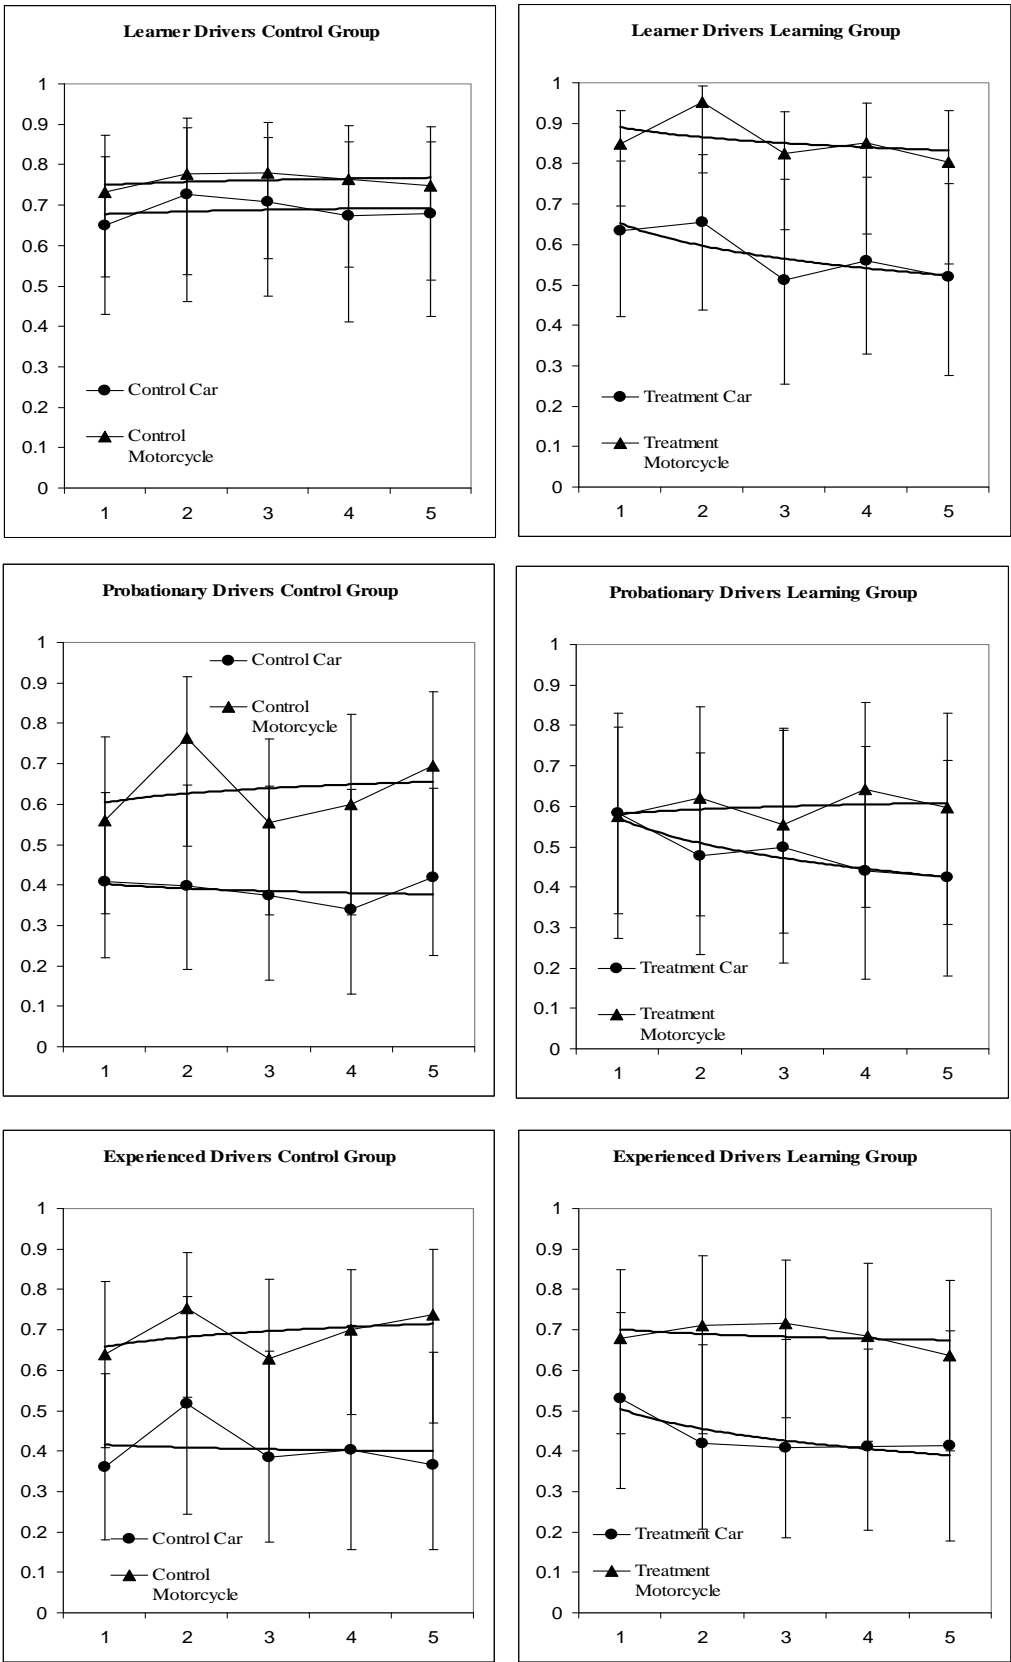 Learner Drivers Control Group
1
0.9
0.8
0.7
0.6
0.5
0.4
0.3
0.2
0.1
0
Control Car
Control
Motorcycle
1 2 3 4 5
Learner Drivers Learning Group
1
0.9
0.8
0.7
0.6
0.5
0.4
0.3
0.2
0.1
0
Treatment Car
Treatment
Motorcycle
1 2 3 4 5
Probationary Drivers Control Group
1
0.9
0.8
0.7
0.6
0.5
0.4
0.3
0.2
0.1
0
Control Car
Control
Motorcycle
1 2 3 4 5
Probationary Drivers Learning Group
1
0.9
0.8
0.7
0.6
0.5
0.4
0.3
0.2
0.1
0
Treatment Car
Treatment
Motorcycle
1 2 3 4 5
Experienced Drivers Control Group
1
0.9
0.8
0.7
0.6
0.5
0.4
0.3
0.2
0.1
0
Control Car
Control
Motorcycle
1 2 3 4 5
Experienced Drivers Learning Group
1
0.9
0.8
0.7
0.6
0.5
0.4
0.3
0.2
0.1
0
Treatment Car
Treatment
Motorcycle
1 2 3 4 5